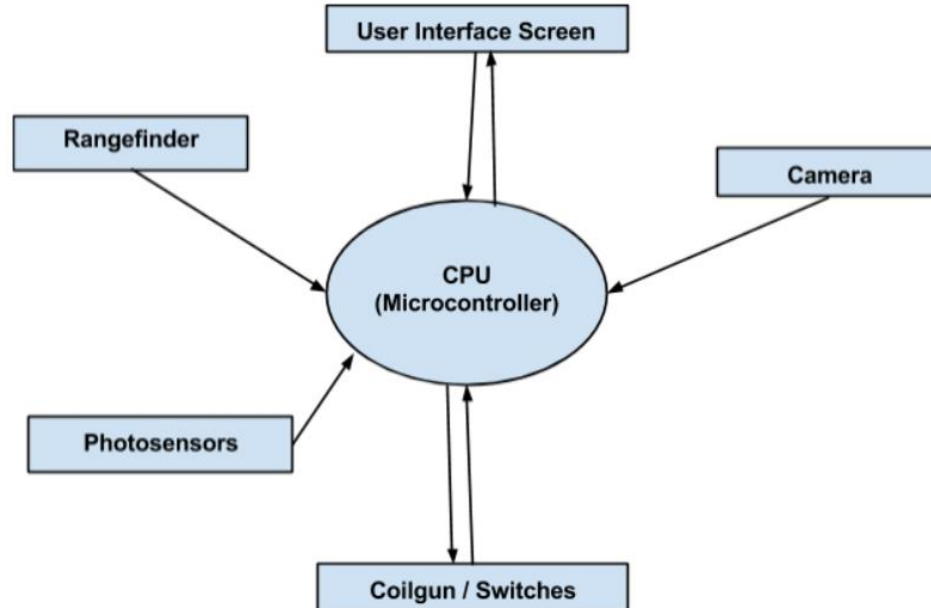 User Interface Screen
Rangefinder
Camera
CPU
(Microcontroller)
Photosensors
Coilgun / Switches